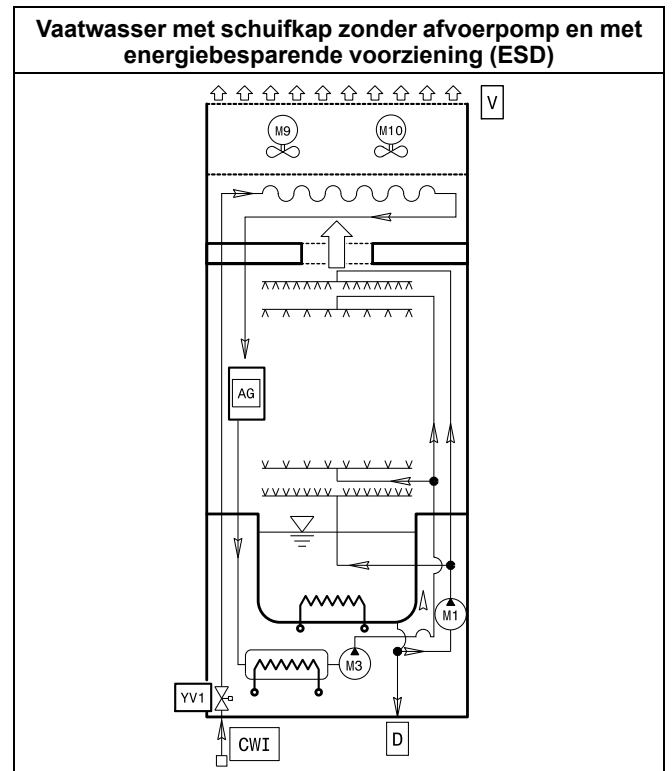 Vaatwasser met schuifkap zonder afvoerpomp en met
energiebesparende voorziening (ESD)
V
M9
M10
AG
M1
M3
YV1
CWI
D